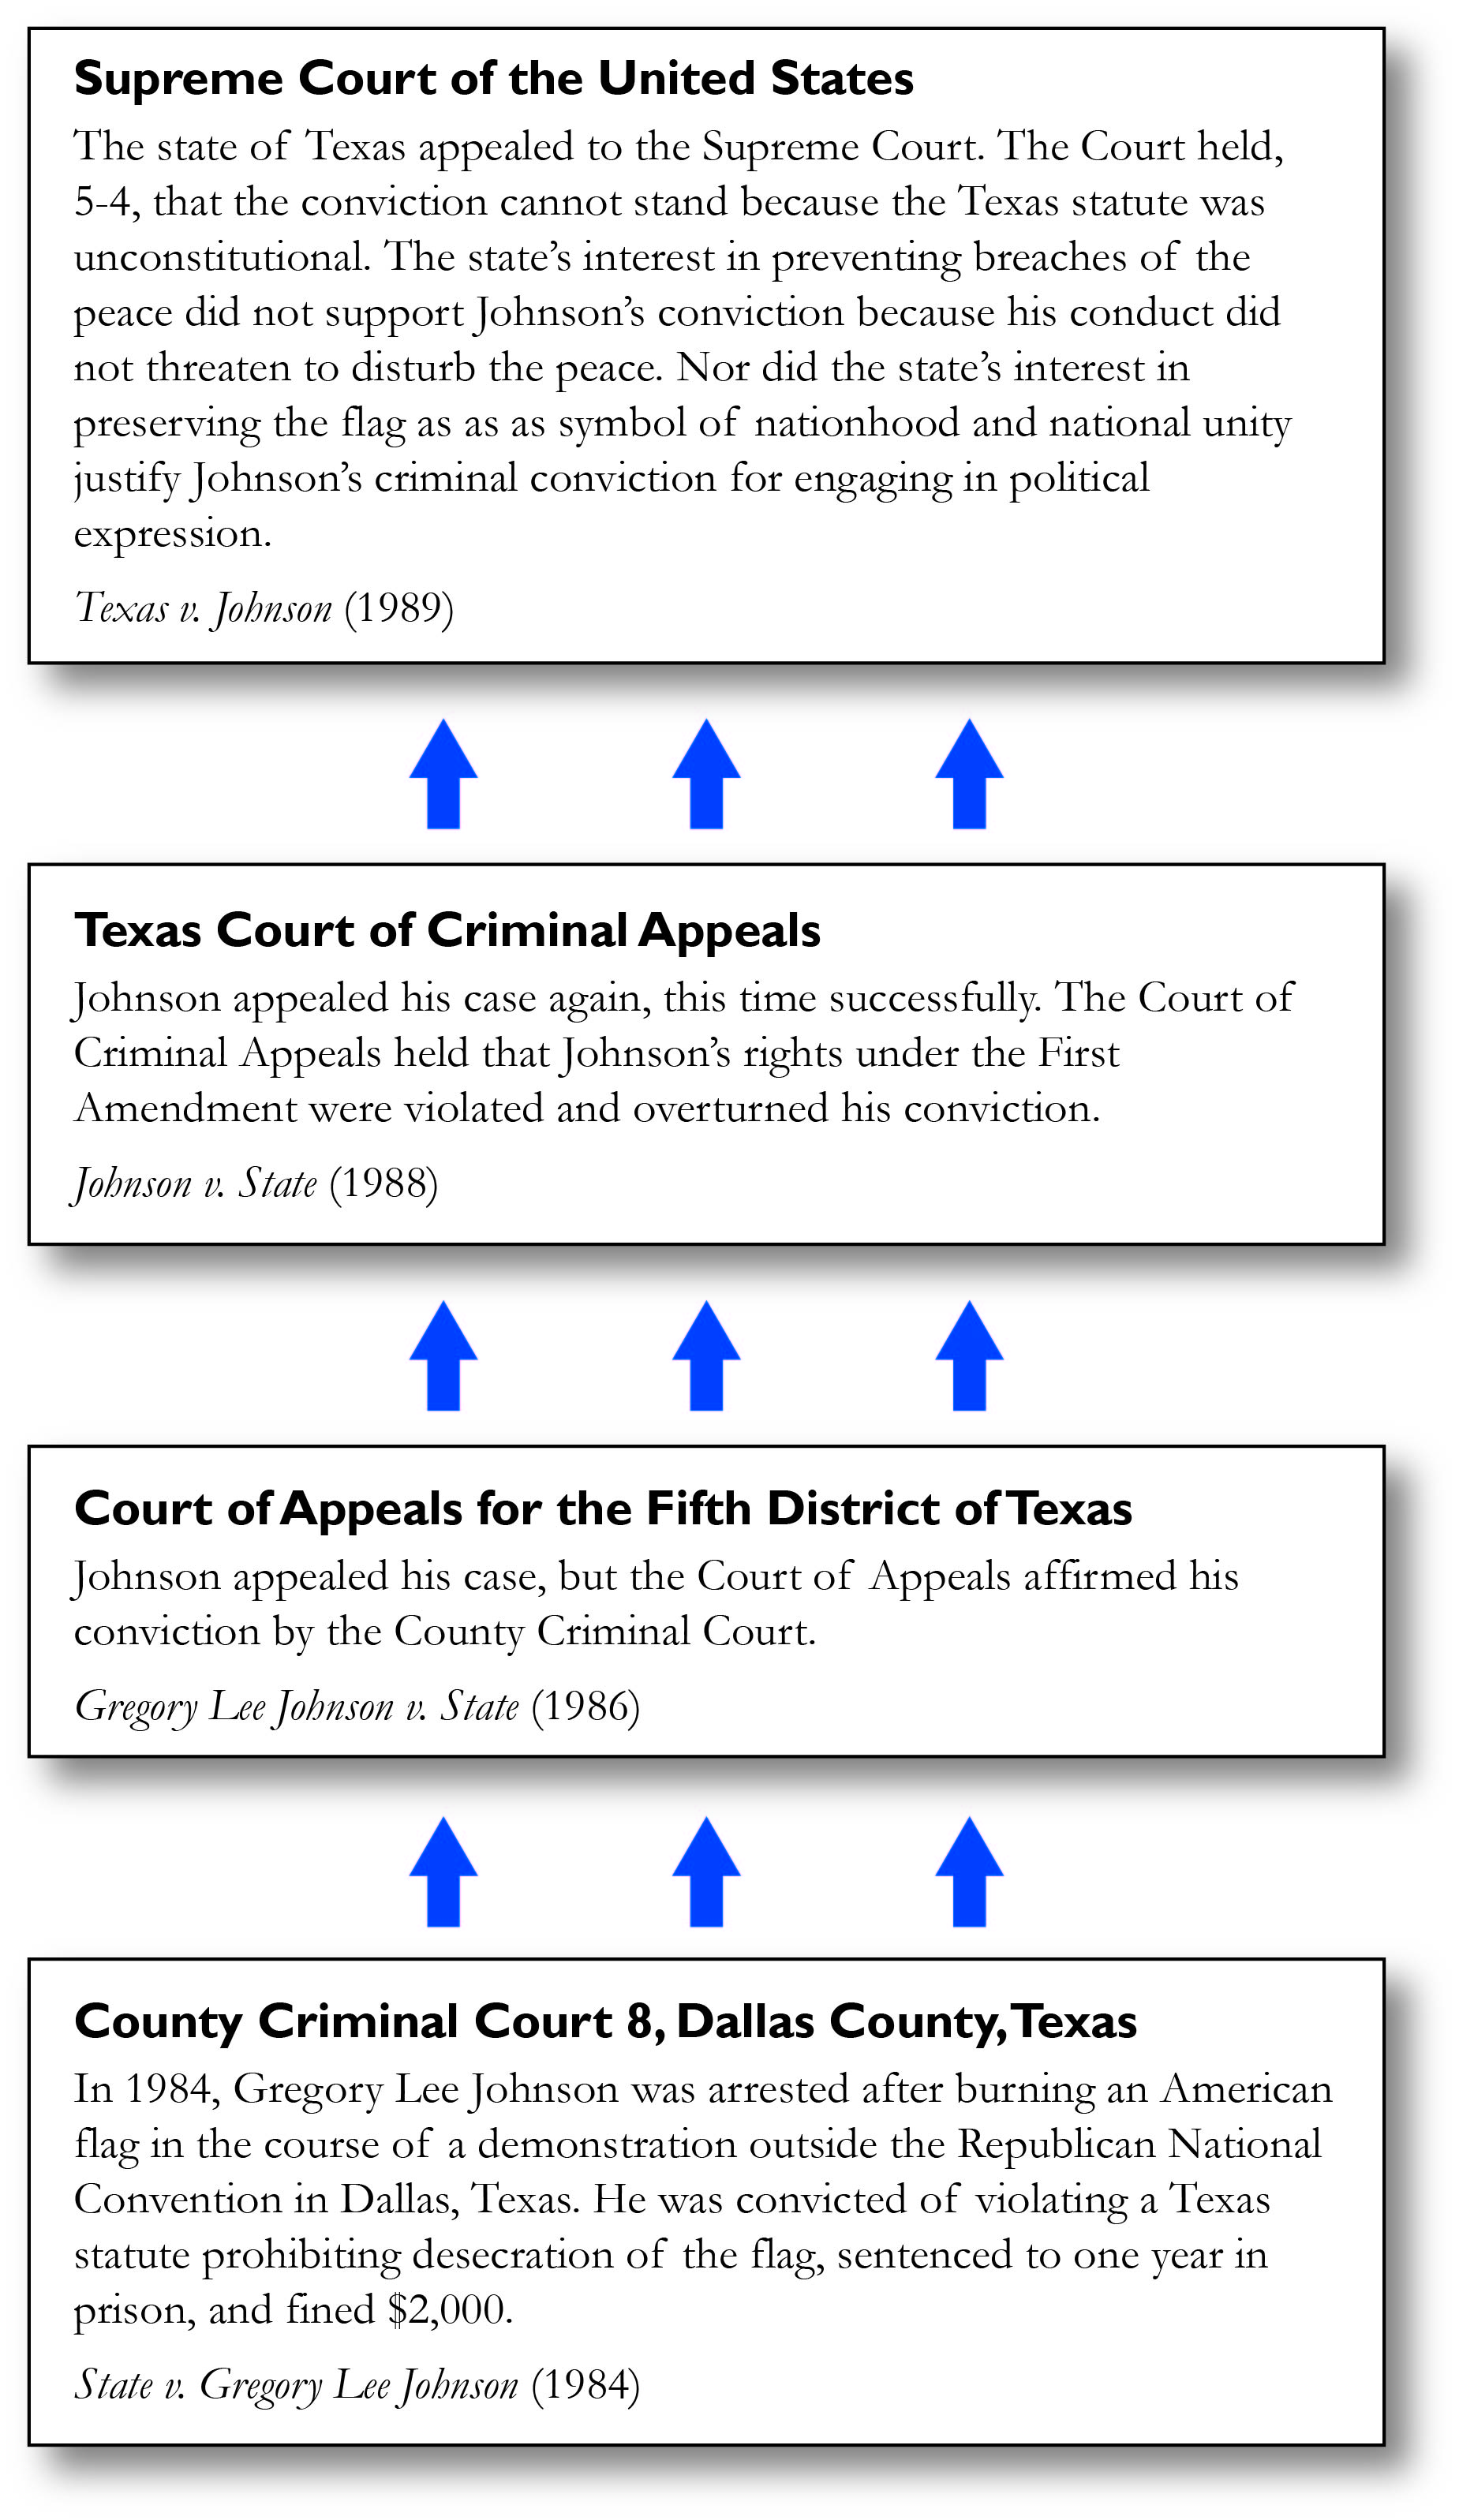 Supreme Court of the United States
The state of Texas appealed to the Supreme Court. The Court held,
5-4, that the conviction cannot stand because the Texas statute was
unconstitutional. The state’s interest in preventing breaches of the
peace did not support Johnson’s conviction because his conduct did
not threaten to disturb the peace. Nor did the state’s interest in
preserving the flag as as as symbol of nationhood and national unity
justify Johnson’s criminal conviction for engaging in political
expression.
Texas v. Johnson (1989)
Texas Court of Criminal Appeals
Johnson appealed his case again, this time successfully. The Court of
Criminal Appeals held that Johnson’s rights under the First
Amendment were violated and overturned his conviction.
Johnson v. State (1988)
Court of Appeals for the Fifth District of Texas
Johnson appealed his case, but the Court of Appeals affirmed his
conviction by the County Criminal Court.
Gregory Lee Johnson v. State (1986)
County Criminal Court 8, Dallas County, Texas
In 1984, Gregory Lee Johnson was arrested after burning an American
flag in the course of a demonstration outside the Republican National
Convention in Dallas, Texas. He was convicted of violating a Texas
statute prohibiting desecration of the flag, sentenced to one year in
prison, and fined $2,000.
State v. Gregory Lee Johnson (1984)